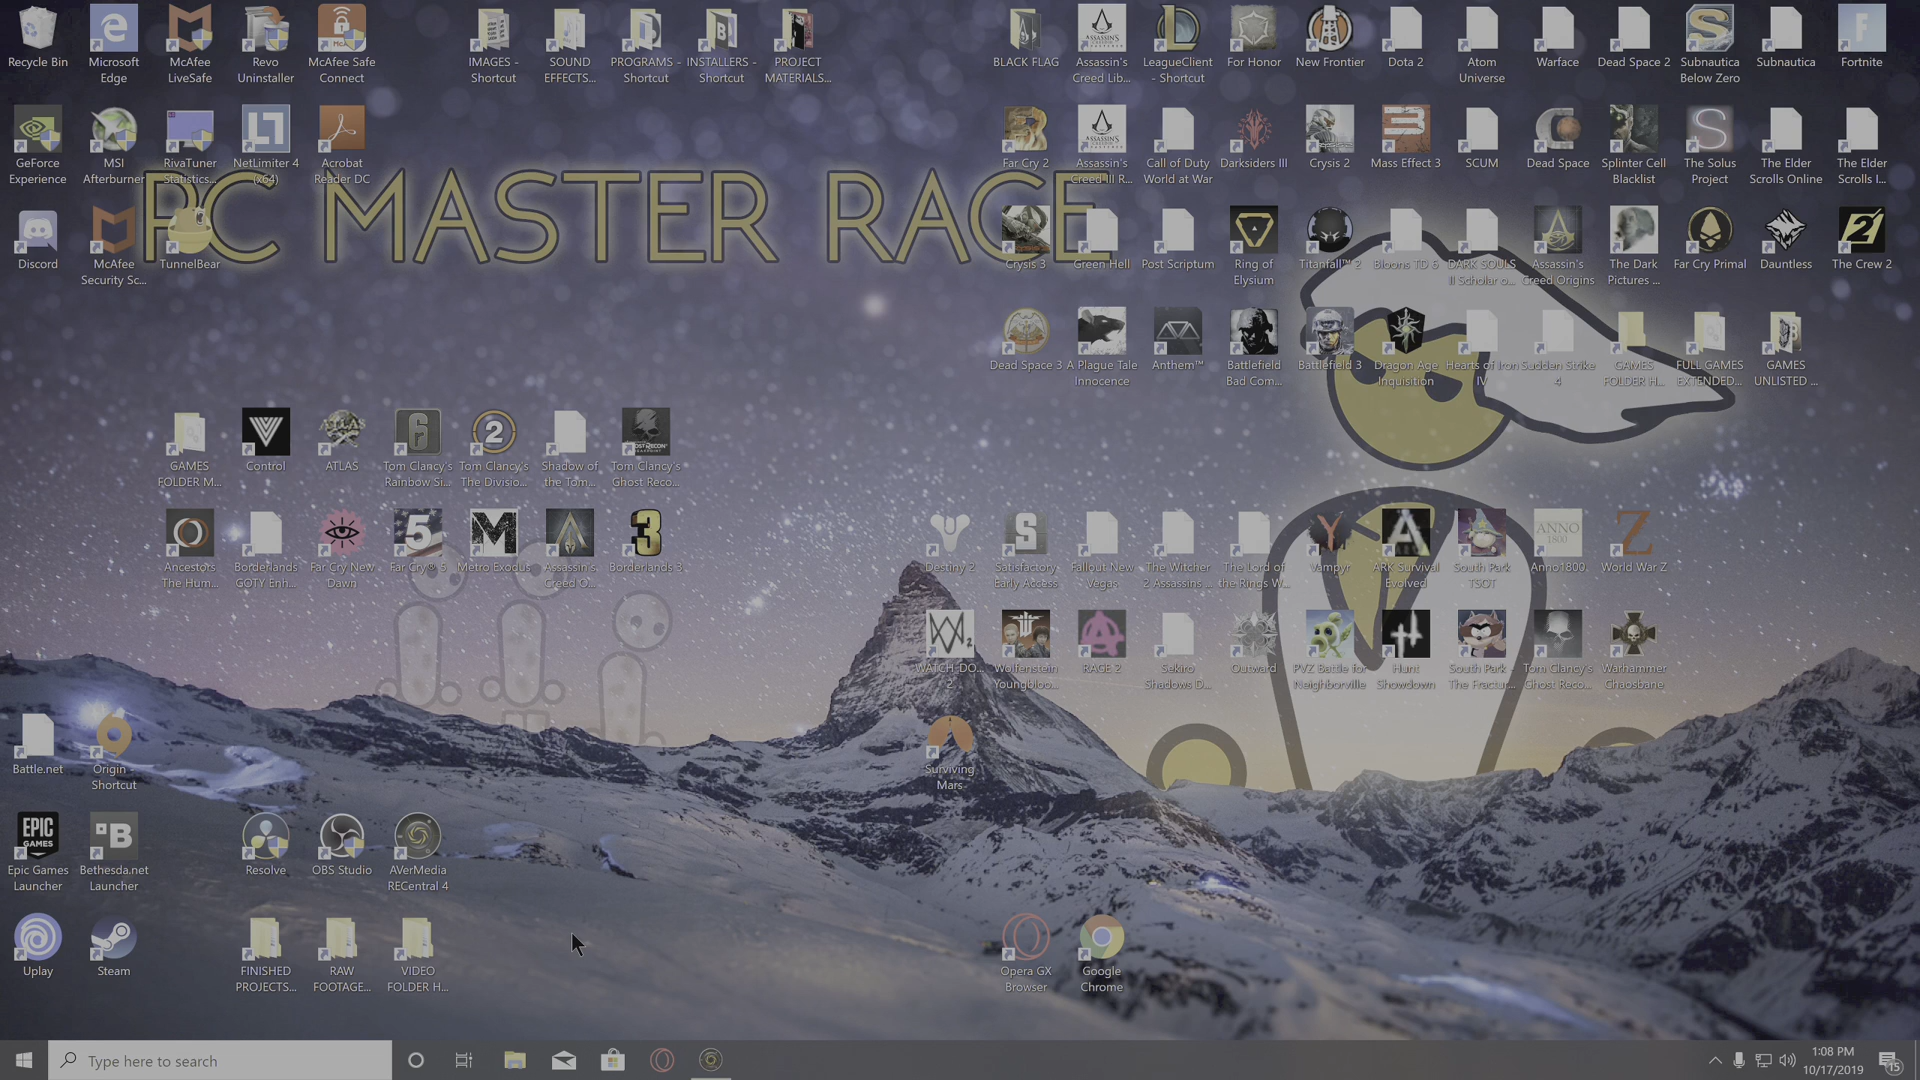 Recycle Bin
Microsoft
Edge
McAfee
LiveSafe
Revo
Uninstaller
McAfee Safe
Connect
IMAGES -
Shortcut
SOUND
EFFECTS...
PROGRAMS -
Shortcut
INSTALLERS -
Shortcut
PROJECT
MATERIALS...
BLACK FLAG
Assassin's
Creed Lib...
LeagueClient
- Shortcut
For Honor
New Frontier
Dota 2
Atom
Universe
Warface
Dead Space 2
Subnautica
Below Zero
Subnautica
Fortnite
GeForce
Experience
MSI
Afterburner
RivaTuner
Statistics...
NetLimiter 4
(x64)
Acrobat
Reader DC
Far Cry 2
Assassin's
Creed III R...
Call of Duty
World at War
Darksiders III
Crysis 2
Mass Effect 3
SCUM
Dead Space
Splinter Cell
Blacklist
The Solus
Project
The Elder
Scrolls Online
The Elder
Scrolls I...
PC MASTER RACE
Discord
McAfee
Security Sc...
TunnelBear
Crysis 3
Green Hell
Post Scriptum
Ring of
Elysium
Titanfall™ 2
Bloons TD 6
DARK SOULS
II Scholar o...
Assassin's
Creed Origins
The Dark
Pictures ...
Far Cry Primal
Dauntless
The Crew 2
Dead Space 3
A Plague Tale
Innocence
Anthem™
Battlefield
Bad Com...
Battlefield 3
Dragon Age
Inquisition
Hearts of Iron
IV
Sudden Strike
4
GAMES
FOLDER H...
FULL GAMES
EXTENDED...
GAMES
UNLISTED ...
GAMES
FOLDER M...
Control
ATLAS
Tom Clancy's
Rainbow Si...
Tom Clancy's
The Divisio...
Shadow of
the Tom...
Tom Clancy's
Ghost Reco...
Ancestors
The Hum...
Borderlands
GOTY Enh...
Far Cry New
Dawn
Far Cry® 5
Metro Exodus
Assassin's
Creed O...
Borderlands 3
Destiny 2
Satisfactory
Early Access
Fallout New
Vegas
The Witcher
2 Assassins ...
The Lord of
the Rings W...
Vampyr
ARK Survival
Evolved
South Park
TSOT
ANNO
1800
Anno1800
World War Z
WATCH_DO...
2
Wolfenstein
Youngbloo...
RAGE 2
Sekiro
Shadows D...
Outward
PVZ Battle for
Neighborville
Hunt
Showdown
South Park -
The Fractur...
Tom Clancy's
Ghost Reco...
Warhammer
Chaosbane
Battle.net
Origin -
Shortcut
Surviving
Mars
EPIC
GAMES
Epic Games
Launcher
Bethesda.net
Launcher
Resolve
OBS Studio
AVerMedia
RECentral 4
Uplay
Steam
FINISHED
PROJECTS...
RAW
FOOTAGE...
VIDEO
FOLDER H...
Opera GX
Browser
Google
Chrome
Type here to search
1:08 PM
10/17/2019
15